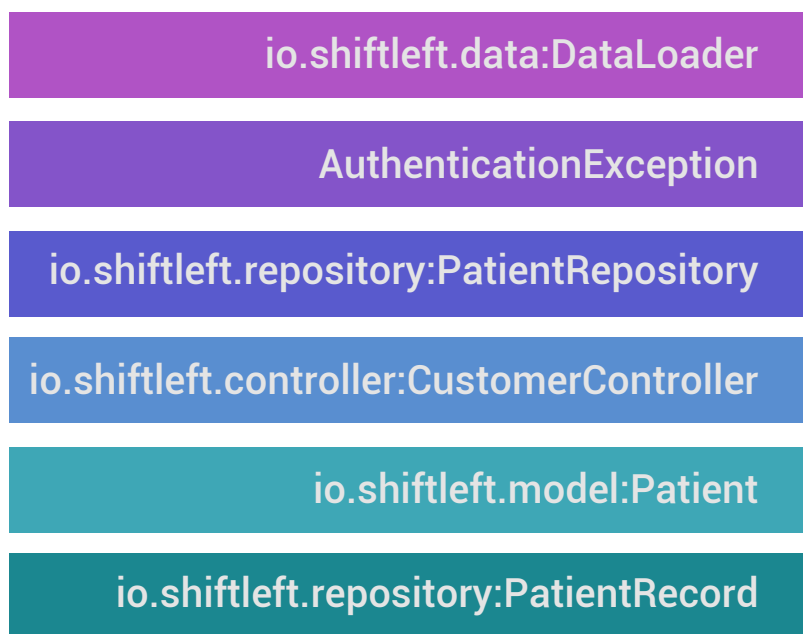 io.shiftleft.data:DataLoader
AuthenticationException
io.shiftleft.repository:PatientRepository
io.shiftleft.controller:CustomerController
io.shiftleft.model:Patient
io.shiftleft.repository:PatientRecord